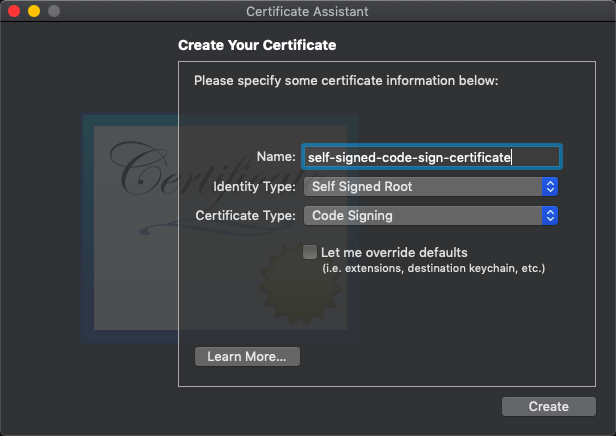 Certificate Assistant
Create Your Certificate
Please specify some certificate information below:
Certificate
Name: self-signed-code-sign-certificate
Identity Type: Self Signed Root
Certificate Type: Code Signing
Let me override defaults
(i.e. extensions, destination keychain, etc.)
Learn More...
Create